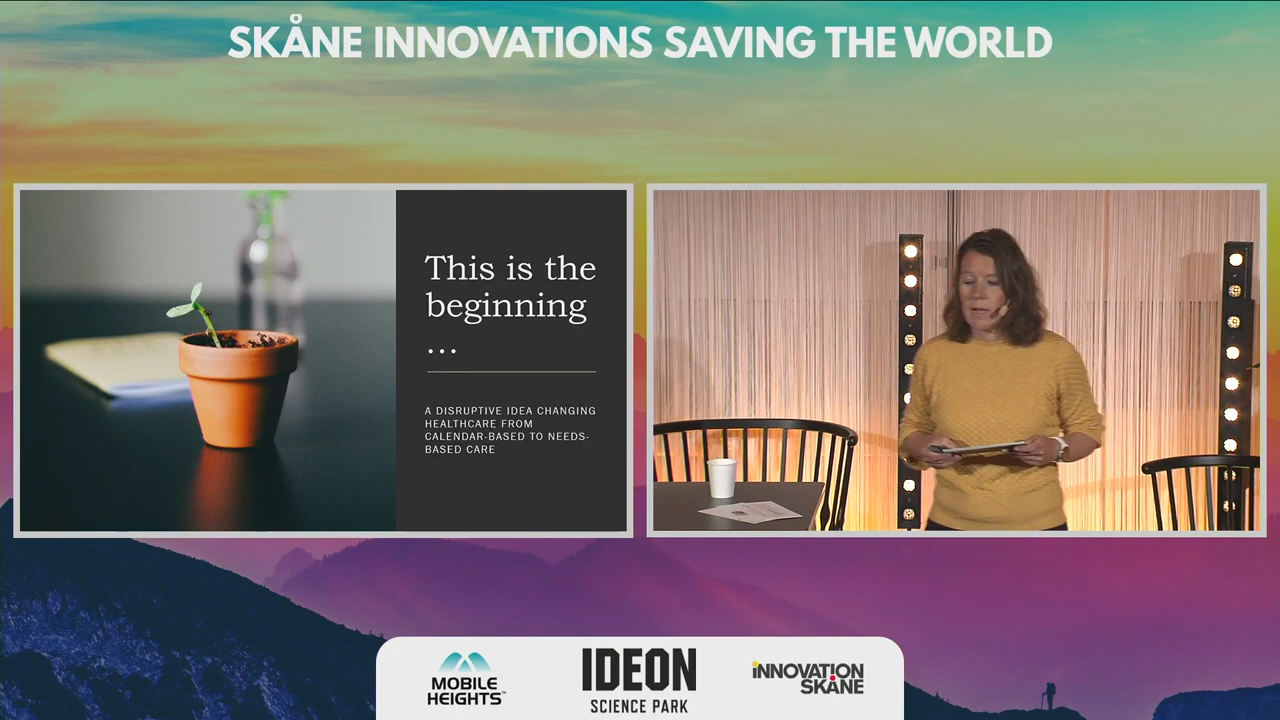 SKÅNE INNOVATIONS SAVING THE WORLD
This is the
beginning
...
A DISRUPTIVE IDEA CHANGING
HEALTHCARE FROM
CALENDAR-BASED TO NEEDS-
BASED CARE
MOBILE
HEIGHTS™
IDEON
SCIENCE PARK
INNOVATION
SKÅNE